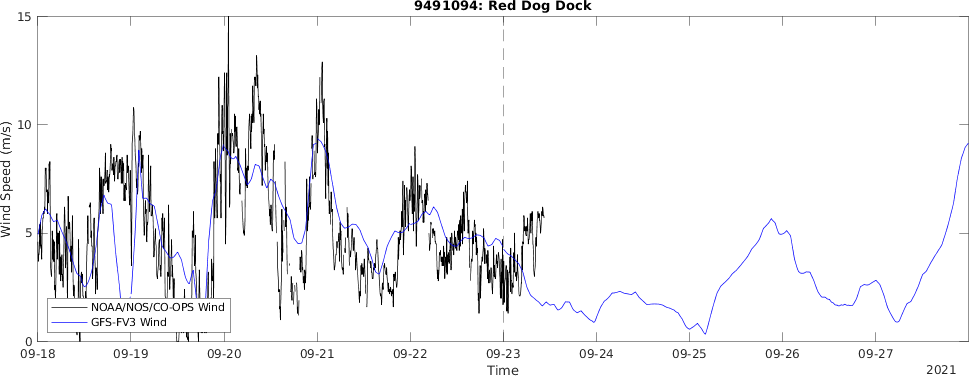 9491094: Red Dog Dock
Wind Speed (m/s)
15
10
5
0
NOAA/NOS/CO-OPS Wind
GFS-FV3 Wind
09-18 09-19 09-20 09-21 09-22 09-23 09-24 09-25 09-26 09-27
Time
2021